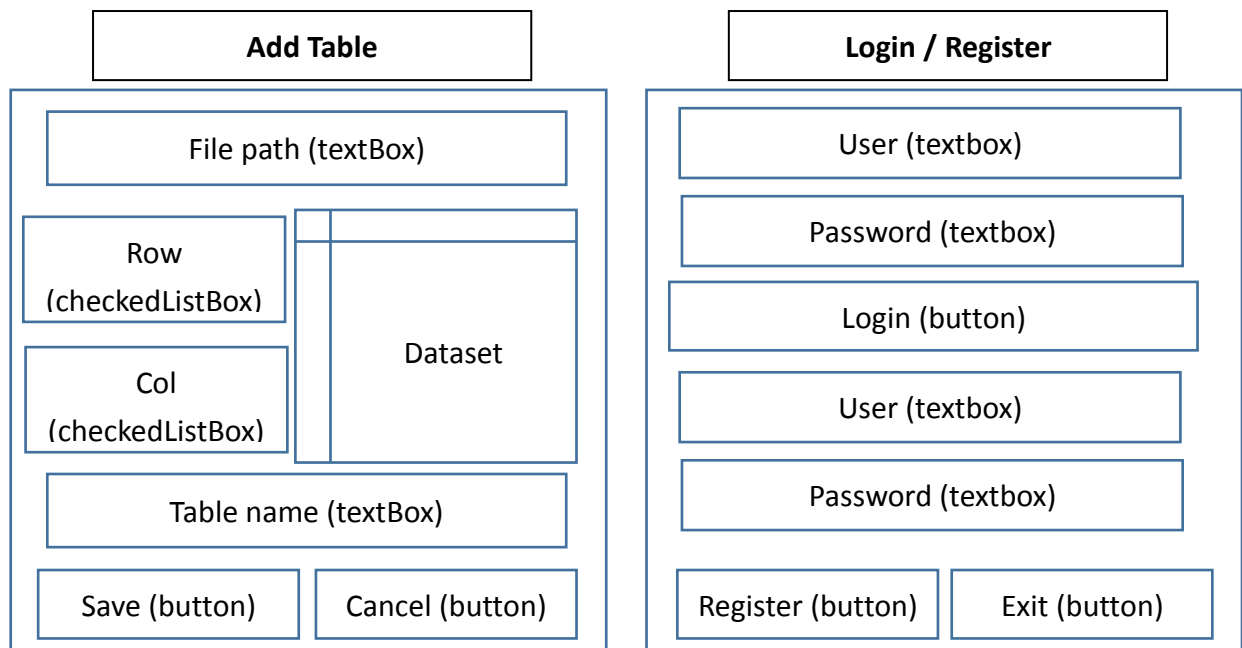 Add Table
File path (textBox)
Row
(checkedListBox)
Col
(checkedListBox)
Dataset
Table name (textBox)
Save (button)
Cancel (button)
Login / Register
User (textbox)
Password (textbox)
Login (button)
User (textbox)
Password (textbox)
Register (button)
Exit (button)